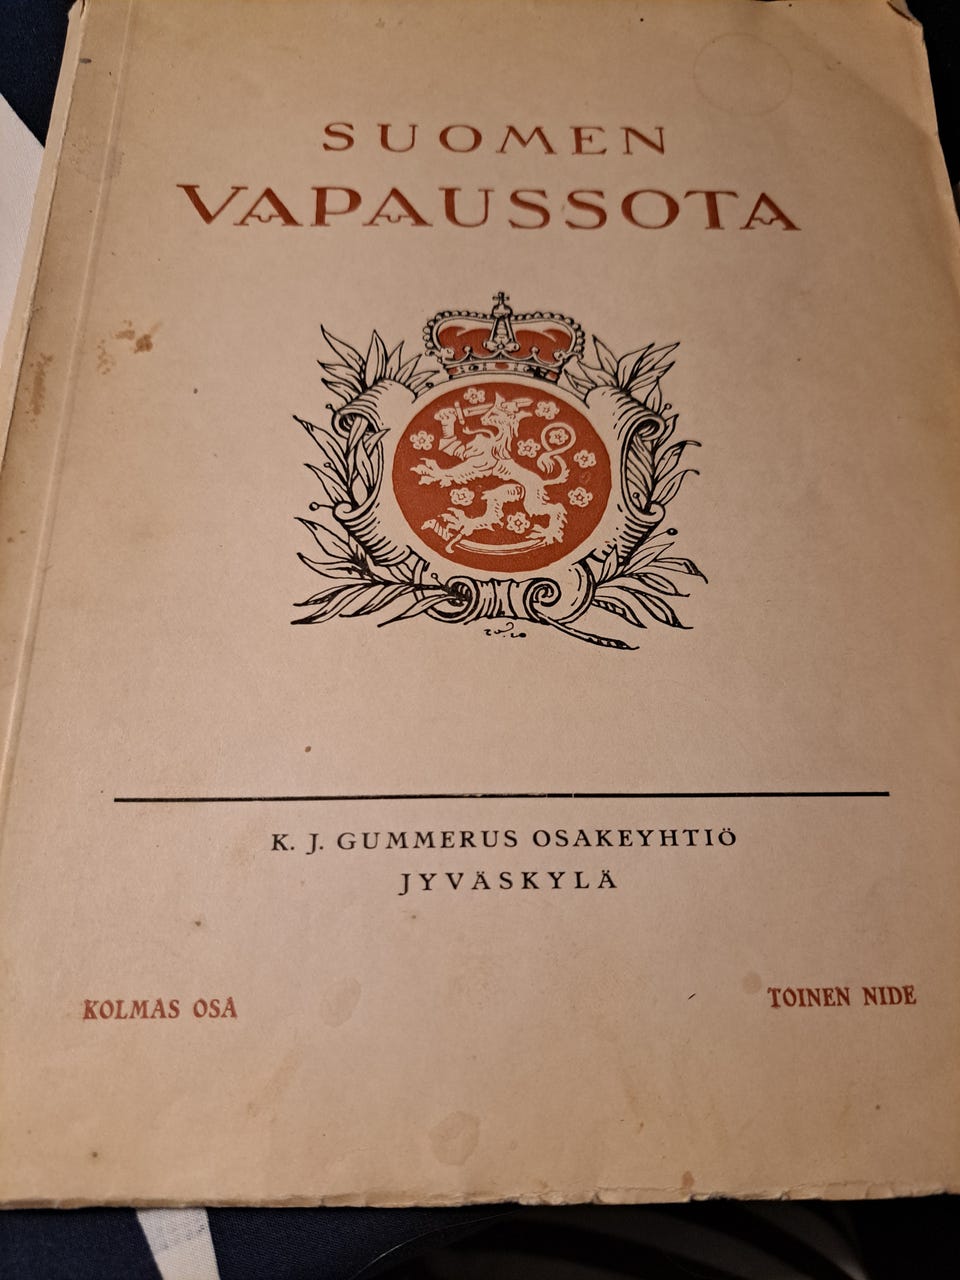 SUOMEN
VAPAUSSOTA
K. J. GUMMERUS OSAKEYHTIÖ
JYVÄSKYLÄ
KOLMAS OSA
TOINEN NIDE